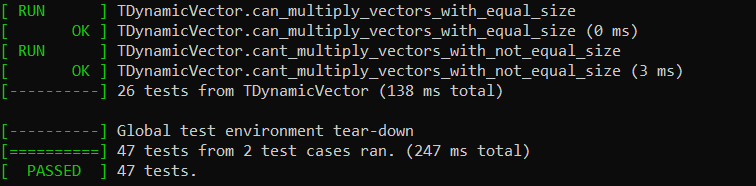 [ RUN      ] TDynamicVector.can_multiply_vectors_with_equal_size
[       OK ] TDynamicVector.can_multiply_vectors_with_equal_size (0 ms)
[ RUN      ] TDynamicVector.cant_multiply_vectors_with_not_equal_size
[       OK ] TDynamicVector.cant_multiply_vectors_with_not_equal_size (3 ms)
[----------] 26 tests from TDynamicVector (138 ms total)
[----------] Global test environment tear-down
[==========] 47 tests from 2 test cases ran. (247 ms total)
[  PASSED  ] 47 tests.